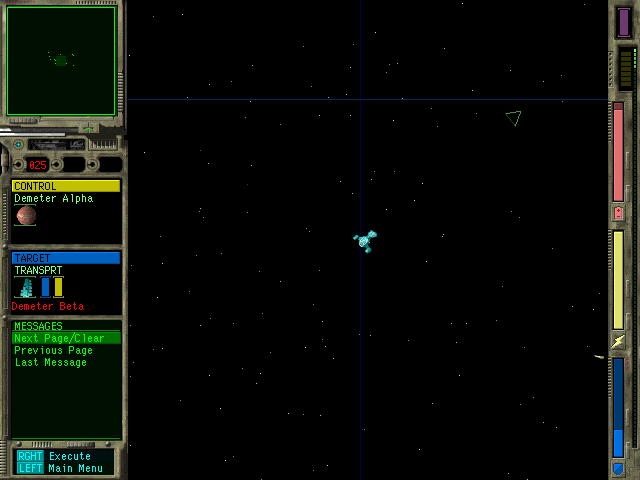 025
CONTROL
Demeter Alpha
TARGET
TRANSPRT
Demeter Beta
MESSAGES
Next Page/Clear
Previous Page
Last Message
RGHT Execute
LEFT Main Menu